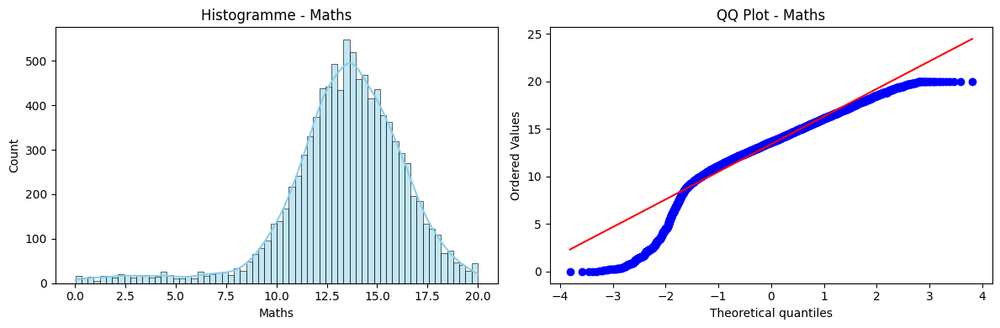 Histogramme - Maths
500
400
300
200
100
0
Count
0.0 2.5 5.0 7.5 10.0 12.5 15.0 17.5 20.0
Maths
QQ Plot - Maths
25
20
15
10
5
0
Ordered Values
−4 −3 −2 −1 0 1 2 3 4
Theoretical quantiles